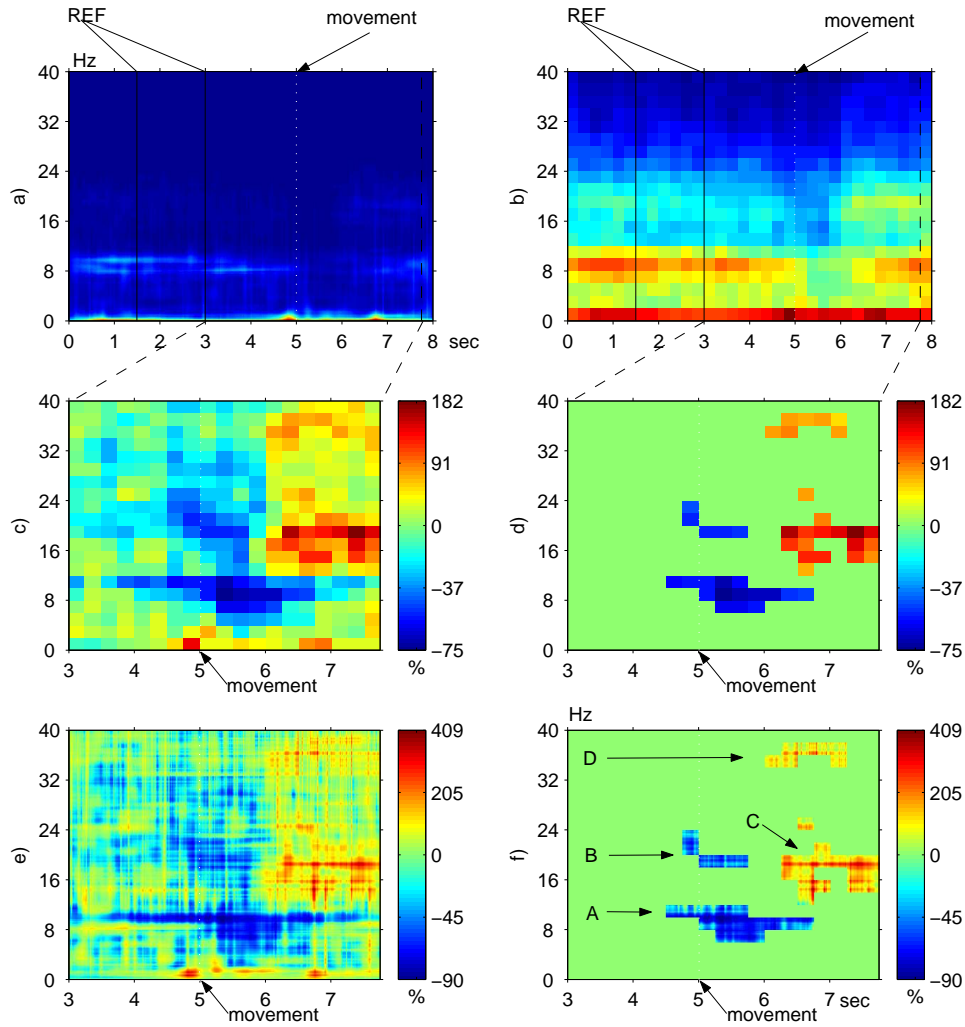 REF
movement
REF
movement
Hz
40
32
24
16
8
0
a)
0 1 2 3 4 5 6 7 8 sec
40
32
24
16
8
0
b)
0 1 2 3 4 5 6 7 8
40
32
24
16
8
0
c)
3 4 5 6 7
movement
182
91
0
−37
−75
%
40
32
24
16
8
0
d)
3 4 5 6 7
movement
182
91
0
−37
−75
%
40
32
24
16
8
0
e)
3 4 5 6 7
movement
409
205
0
−45
−90
%
Hz
40
32
24
16
8
0
f)
D
C
B
A
3 4 5 6 7 sec
movement
409
205
0
−45
−90
%